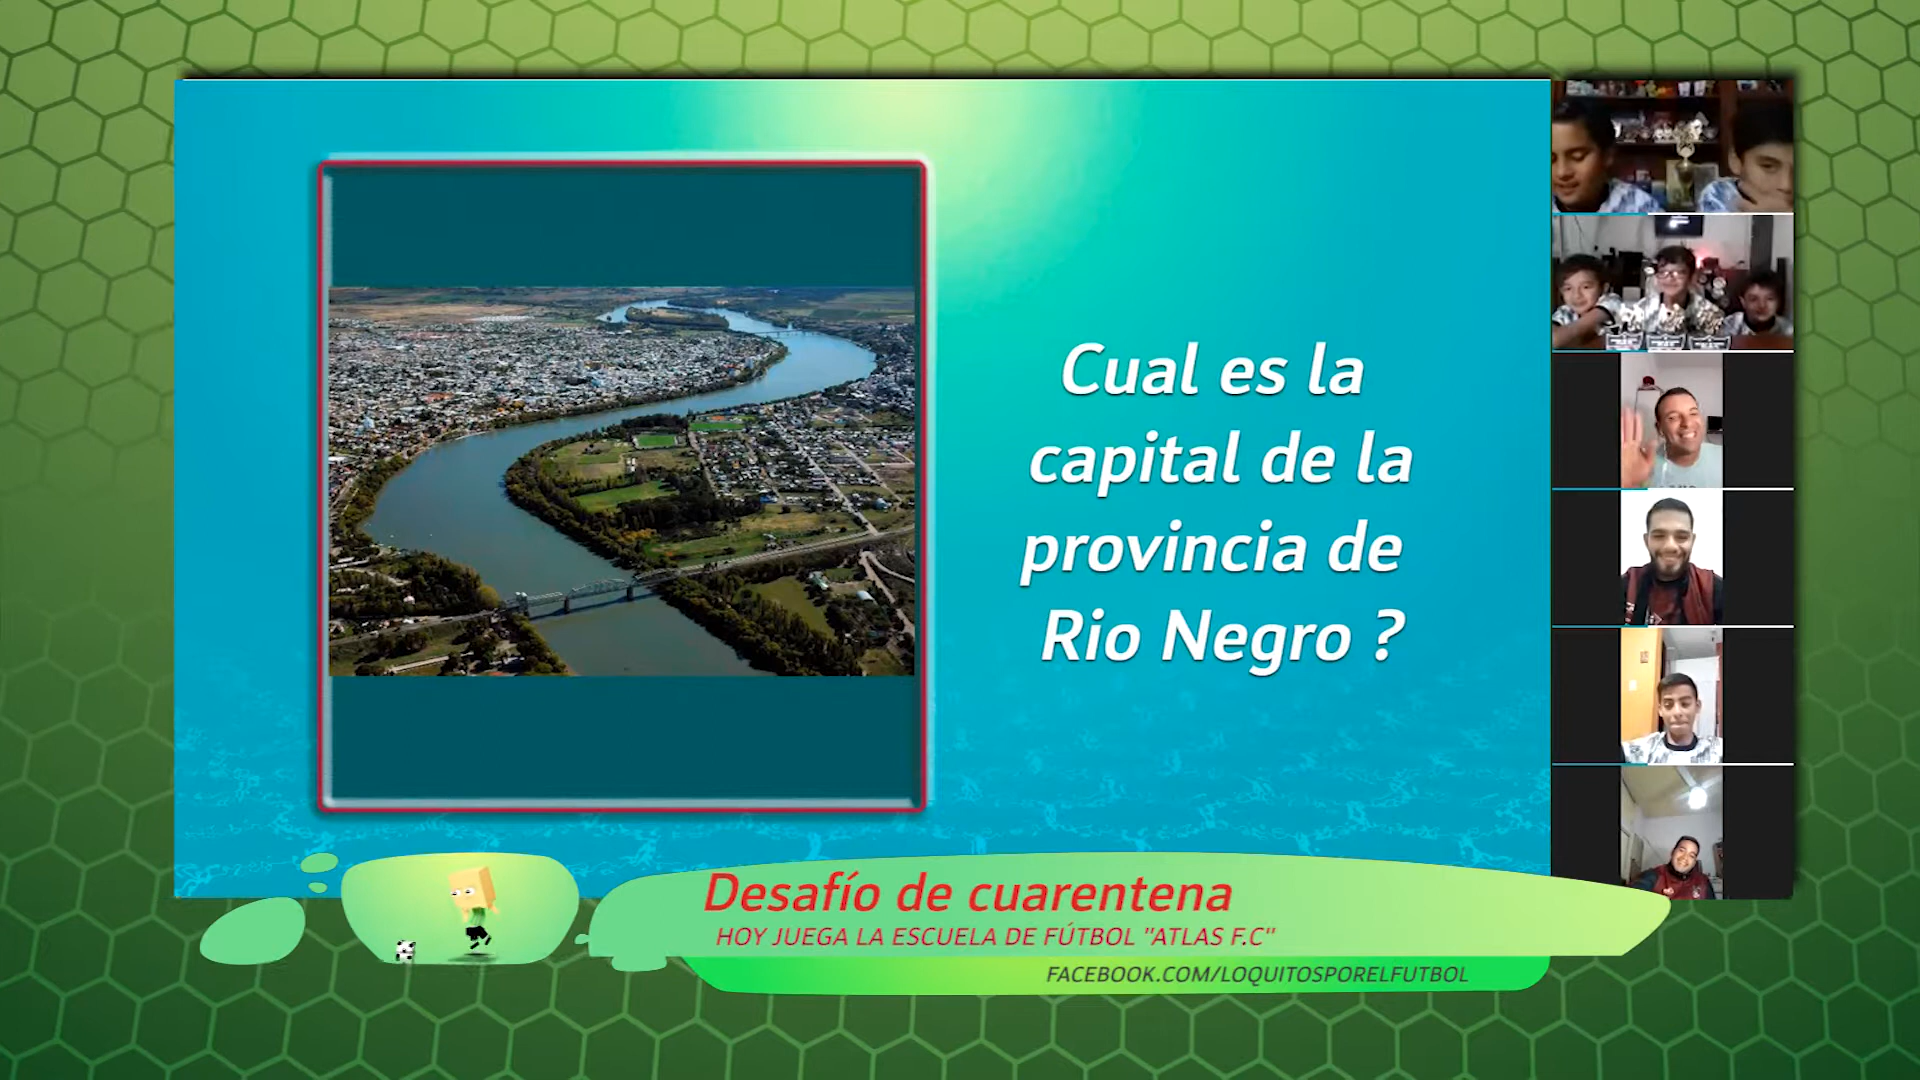 Cual es la
capital de la
provincia de
Rio Negro ?
Desafío de cuarentena
HOY JUEGA LA ESCUELA DE FÚTBOL "ATLAS F.C"
FACEBOOK.COM/LOQUITOSPORELFUTBOL